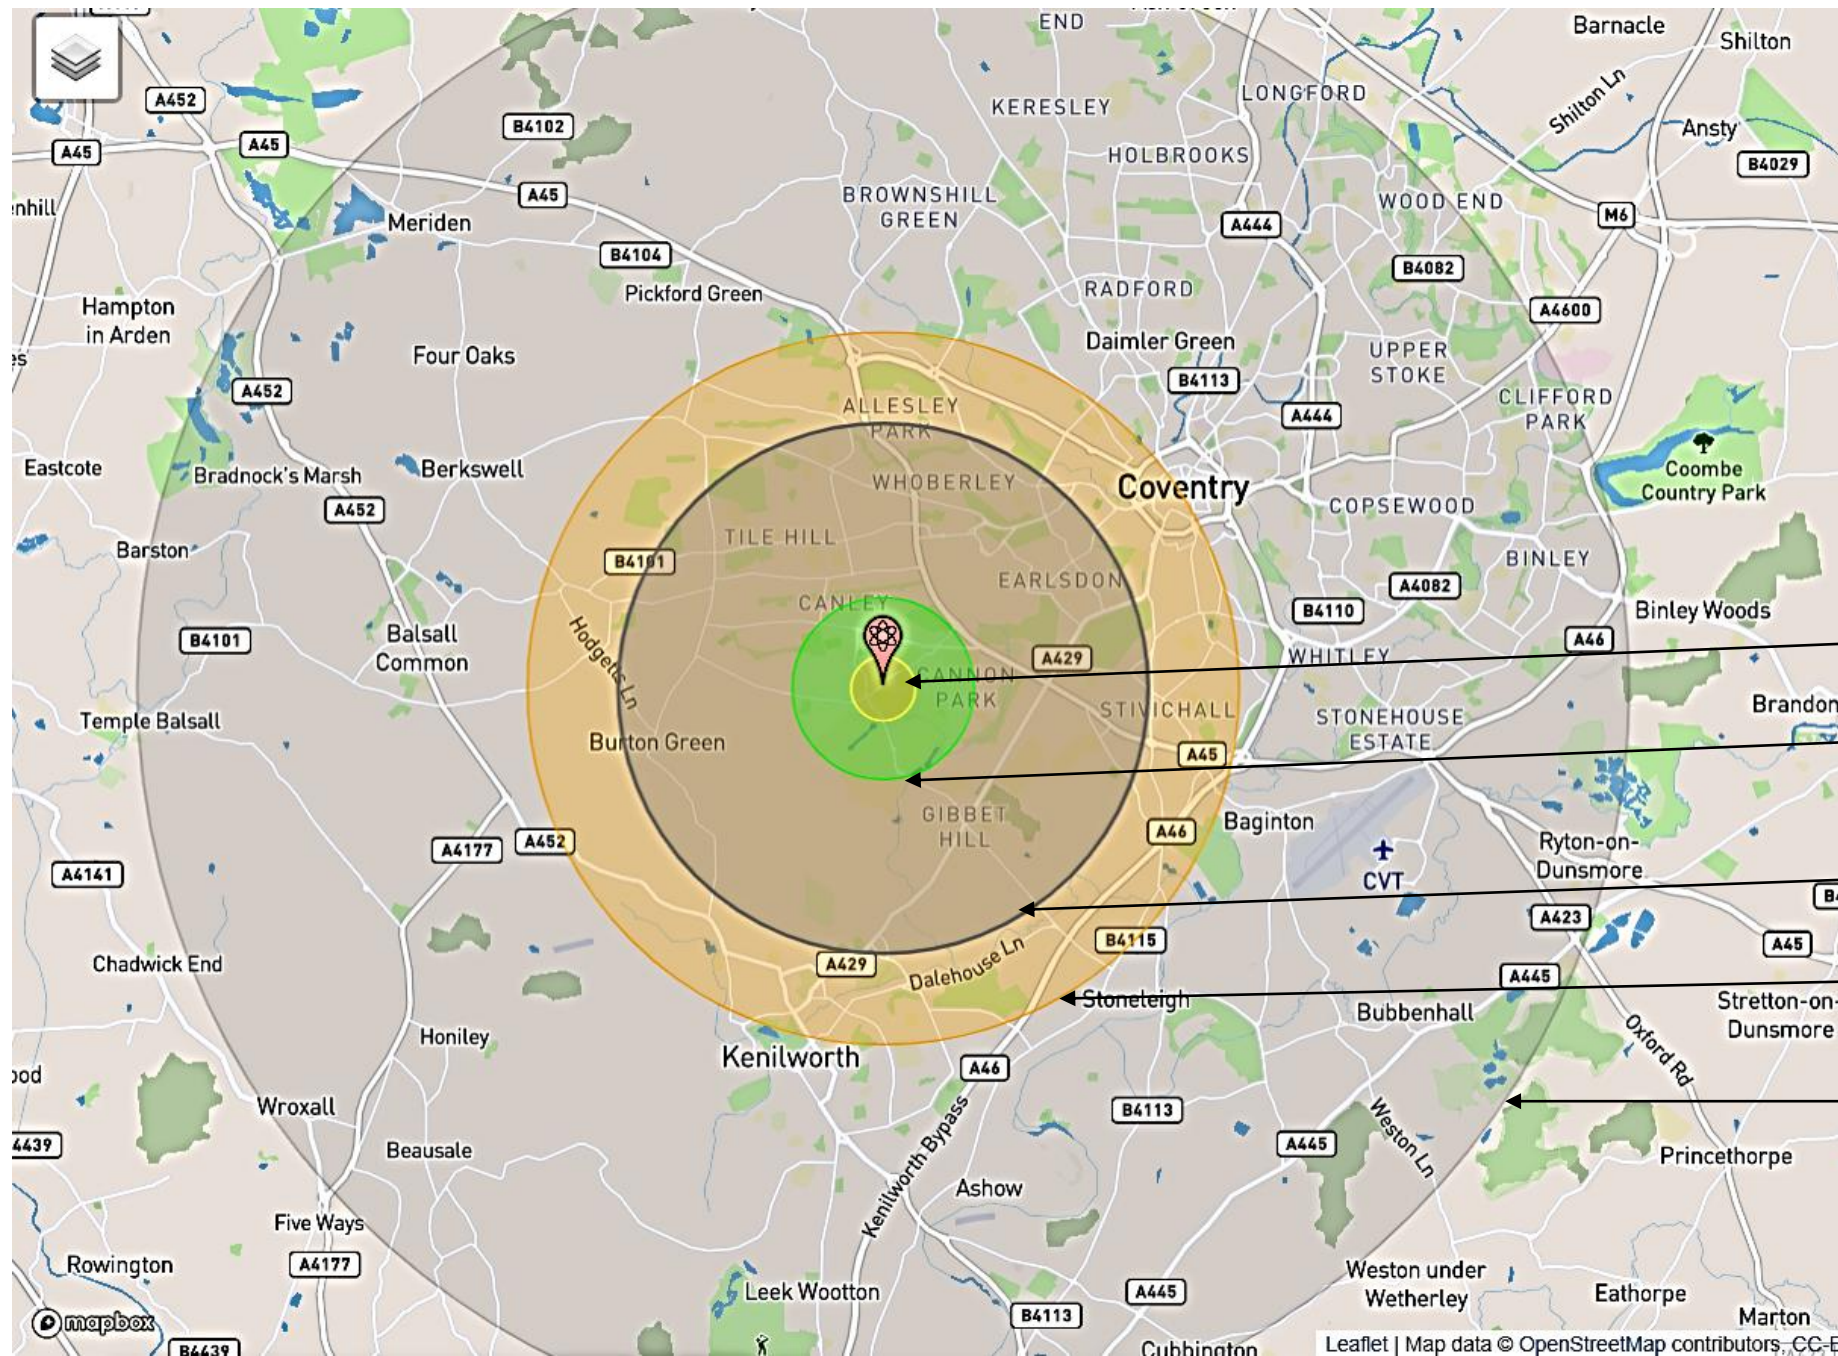 END
Barnacle
Shilton
A452
KERESLEY
LONGFORD
Shilton Ln
B4102
Ansty
A45
A45
HOLBROOKS
B4029
A45
BROWNSHILL
GREEN
WOOD END
M6
Meriden
A444
B4104
B4082
Pickford Green
RADFORD
Hampton
in Arden
A4600
Four Oaks
Daimler Green
UPPER
STOKE
B4113
A452
CLIFFORD
PARK
ALLESLEY
PARK
A444
Eastcote
Bradnock's Marsh
Berkswell
WHOBERLEY
Coventry
Coombe
Country Park
A452
COPSEWOOD
TILE HILL
Barston
B4101
BINLEY
EARLSDON
A4082
CANLEY
B4110
Binley Woods
B4101
Balsall
Common
Hodgetts Ln
A46
A429
WHITLEY
CANNON
PARK
Brandon
Temple Balsall
STIVICHALL
STONEHOUSE
ESTATE
Burton Green
A45
GIBBET
HILL
Baginton
A46
A452
A4177
Ryton-on-
Dunsmore
A4141
CVT
A423
B4115
A45
Chadwick End
A429
Dalehouse Ln
A445
Stoneleigh
Bubbenhall
Stretton-on-
Dunsmore
Honiley
Oxford Rd
Kenilworth
A46
Wroxall
B4113
4439
Beausale
Kenilworth Bypass
A445
Weston Ln
Princethorpe
Ashow
Five Ways
Rowington
A4177
Weston under
Wetherley
Leek Wootton
A445
Eathorpe
B4113
Marton
mapbox
B4439
Cubbington
Leaflet | Map data © OpenStreetMap contributors, CC-B